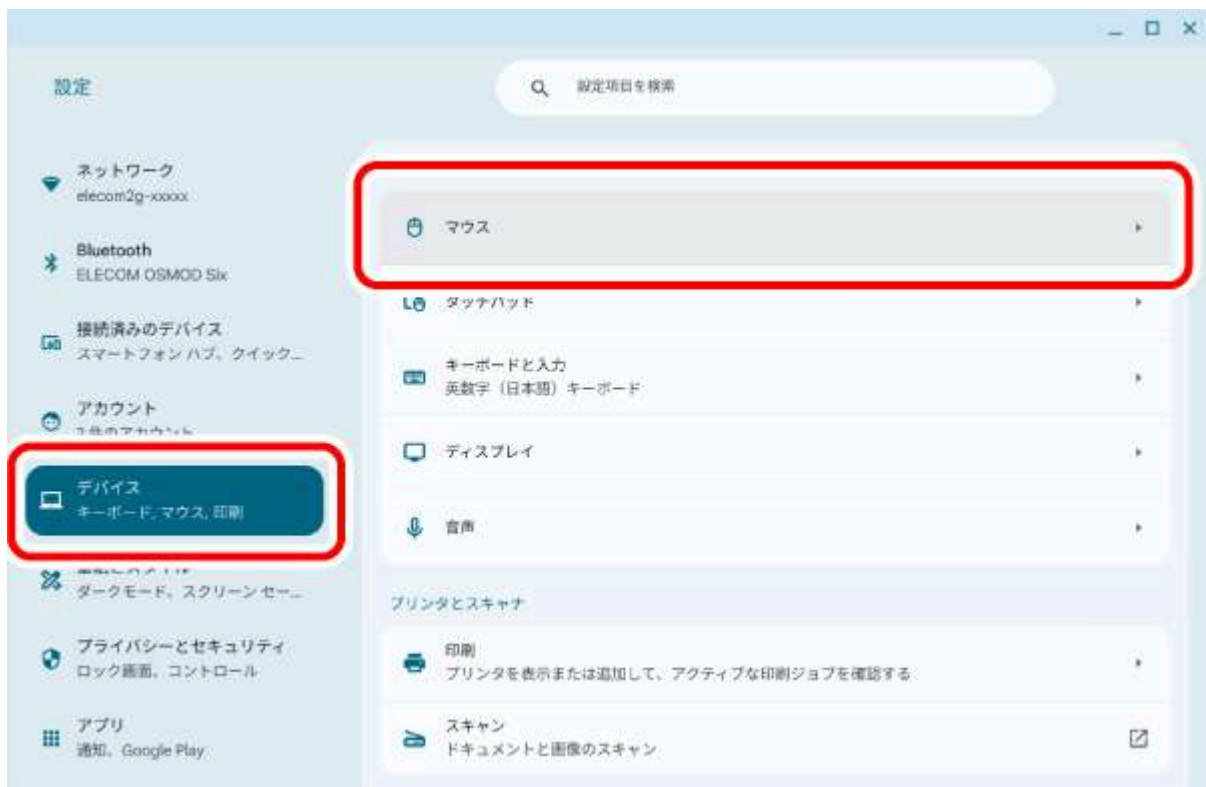 設定
設定項目を検索
ネットワーク
elecom2g-xxxxx
Bluetooth
ELECOM OSMOD Six
接続済みのデバイス
スマートフォン ハブ、クイック...
アカウント
2 件のアカウント
デバイス
キーボード, マウス, 印刷
ダークモード、スクリーン セー...
プライバシーとセキュリティ
ロック画面、コントロール
アプリ
通知、Google Play
マウス
タッチパッド
キーボードと入力
英数字（日本語）キーボード
ディスプレイ
音声
プリンタとスキャナ
印刷
プリンタを表示または追加して、アクティブな印刷ジョブを確認する
スキャン
ドキュメントと画像のスキャン